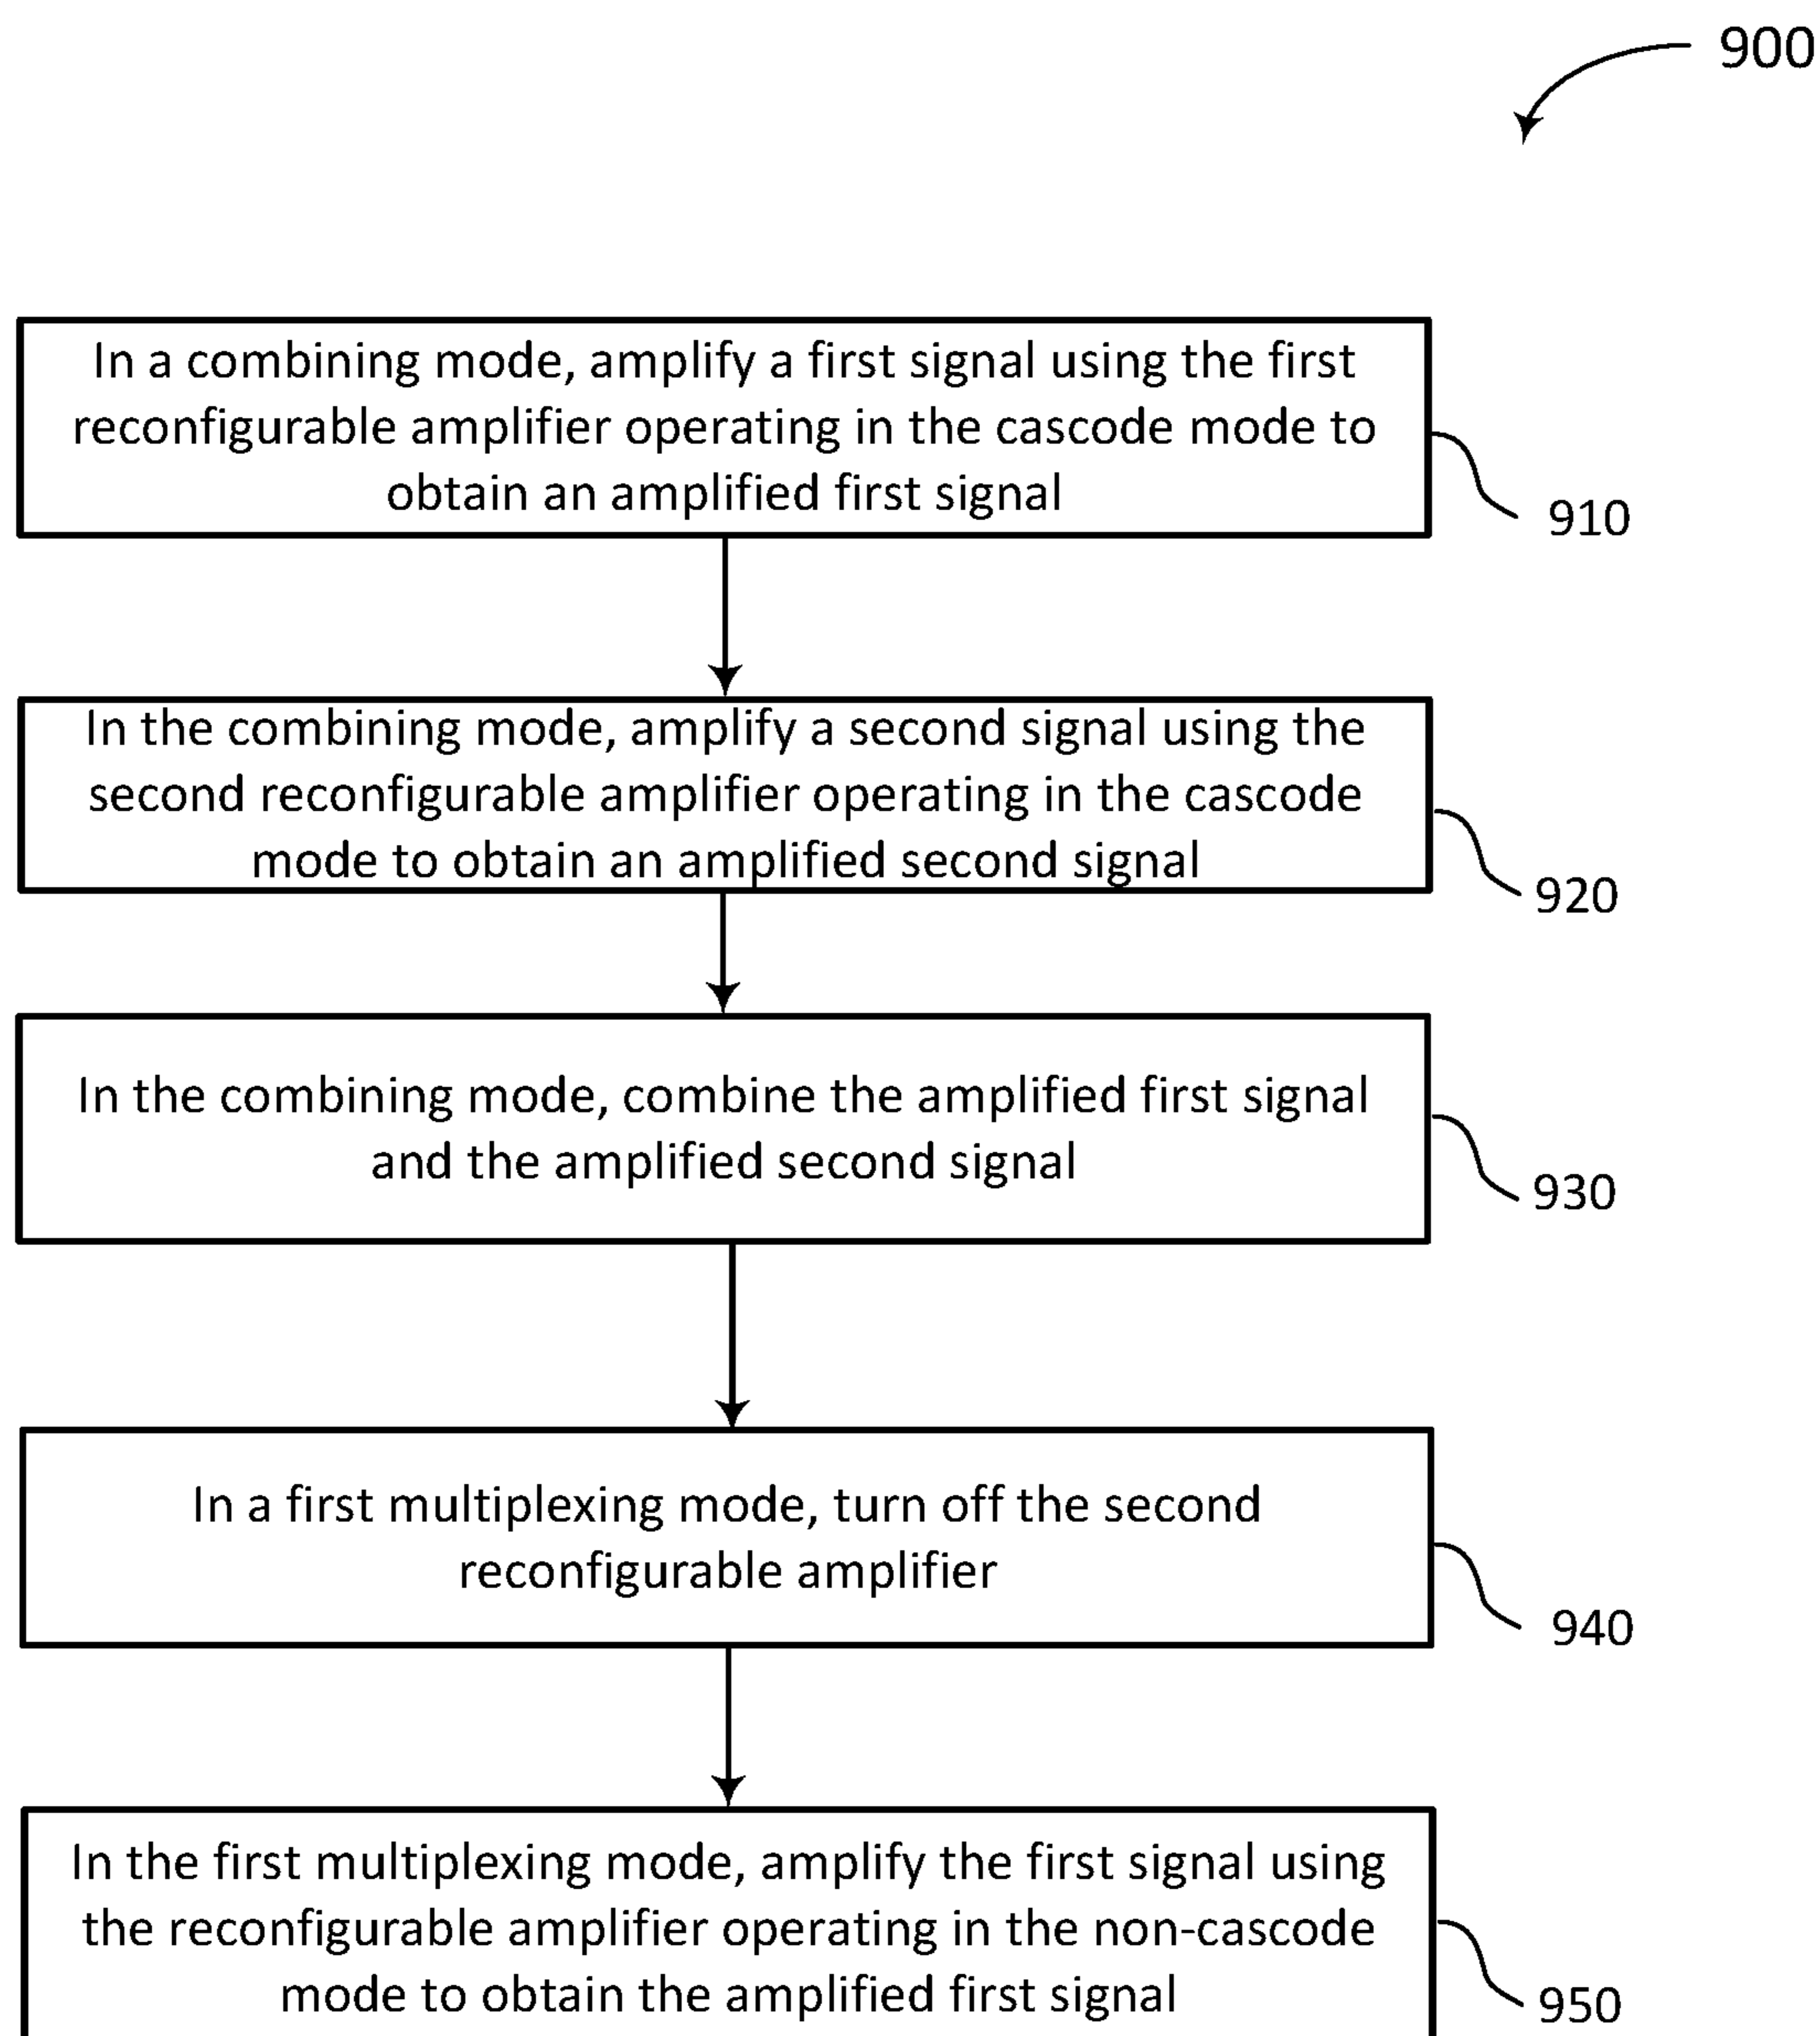 900
In a combining mode, amplify a first signal using the first
reconfigurable amplifier operating in the cascode mode to
obtain an amplified first signal
910
In the combining mode, amplify a second signal using the
second reconfigurable amplifier operating in the cascode
mode to obtain an amplified second signal
920
In the combining mode, combine the amplified first signal
and the amplified second signal
930
In a first multiplexing mode, turn off the second
reconfigurable amplifier
940
In the first multiplexing mode, amplify the first signal using
the reconfigurable amplifier operating in the non-cascode
mode to obtain the amplified first signal
950